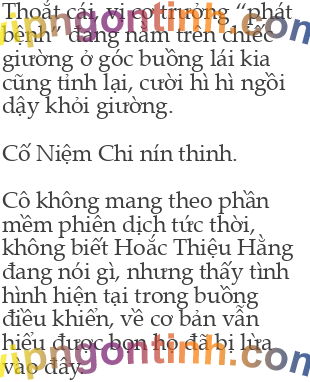 Thoắt cái, vị cơ trưởng “phát
bệnh” đang nằm trên chiếc
giường ở góc buồng lái kia
cũng tỉnh lại, cười hì hì ngồi
dậy khỏi giường.
Cố Niệm Chi nín thinh.
Cô không mang theo phần
mềm phiên dịch tức thời,
không biết Hoắc Thiệu Hằng
đang nói gì, nhưng thấy tình
hình hiện tại trong buồng
điều khiển, về cơ bản vẫn
hiểu được bọn họ đã bị lừa
vào đây.
vipngontinh.com
vipngontinh.com